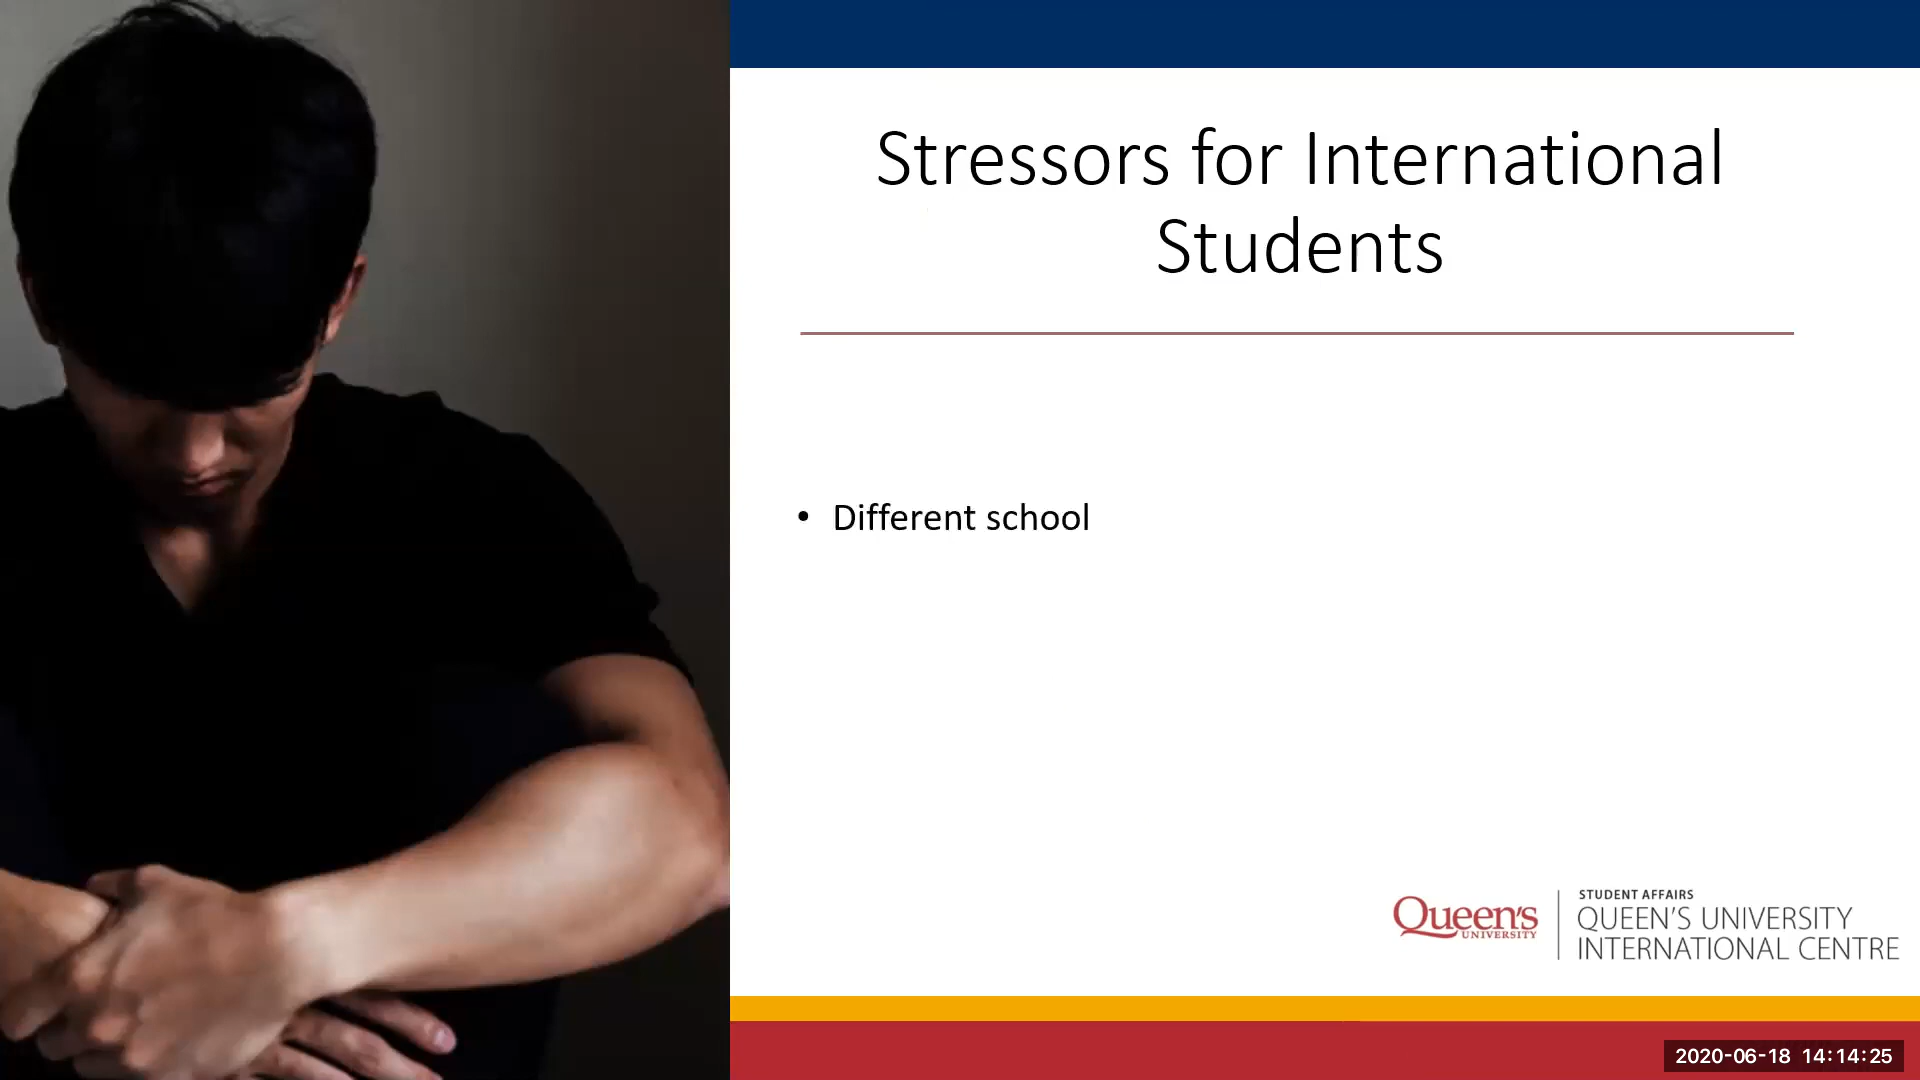 Stressors for International
Students
• Different school
Queen's
UNIVERSITY
STUDENT AFFAIRS
QUEEN'S UNIVERSITY
INTERNATIONAL CENTRE
2020-06-18 14:14:25